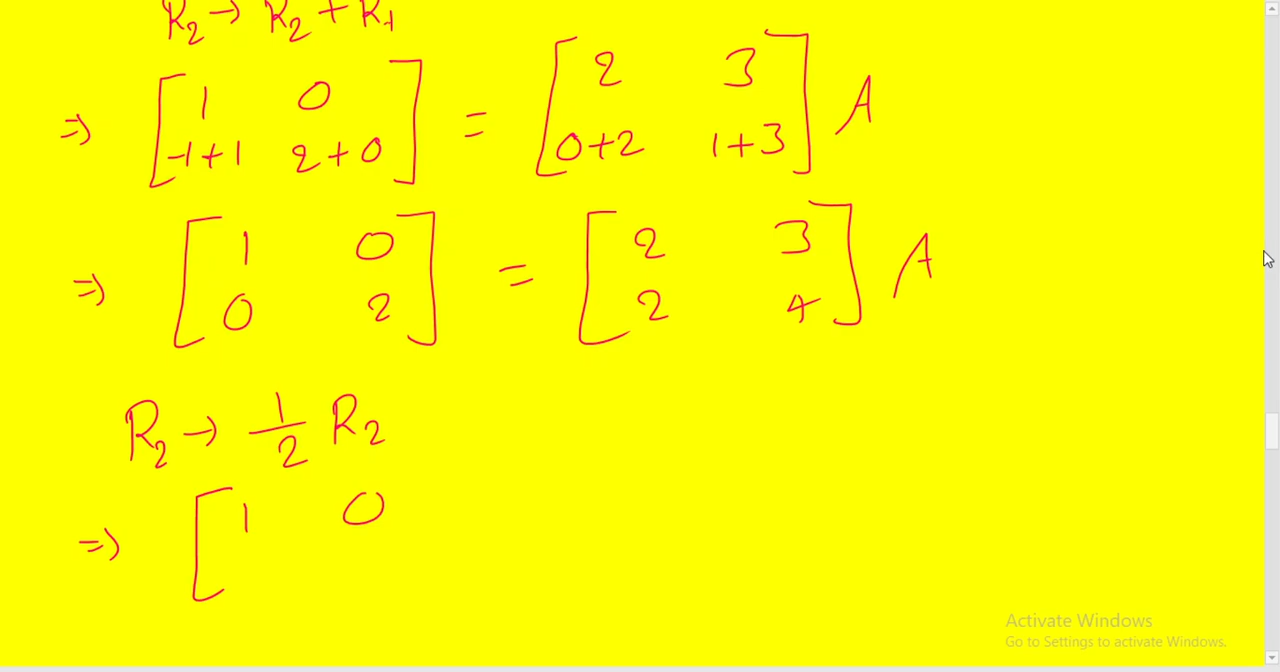 R₂ → R₂ + R₁
⇒ [ 1 0 ] = [ 2 3 ] A
[ -1+1 2+0 ] [ 0+2 1+3 ]
⇒ [ 1 0 ] = [ 2 3 ] A
[ 0 2 ] [ 2 4 ]
R₂ → 1/2 R₂
⇒ [ 1 0
Activate Windows
Go to Settings to activate Windows.